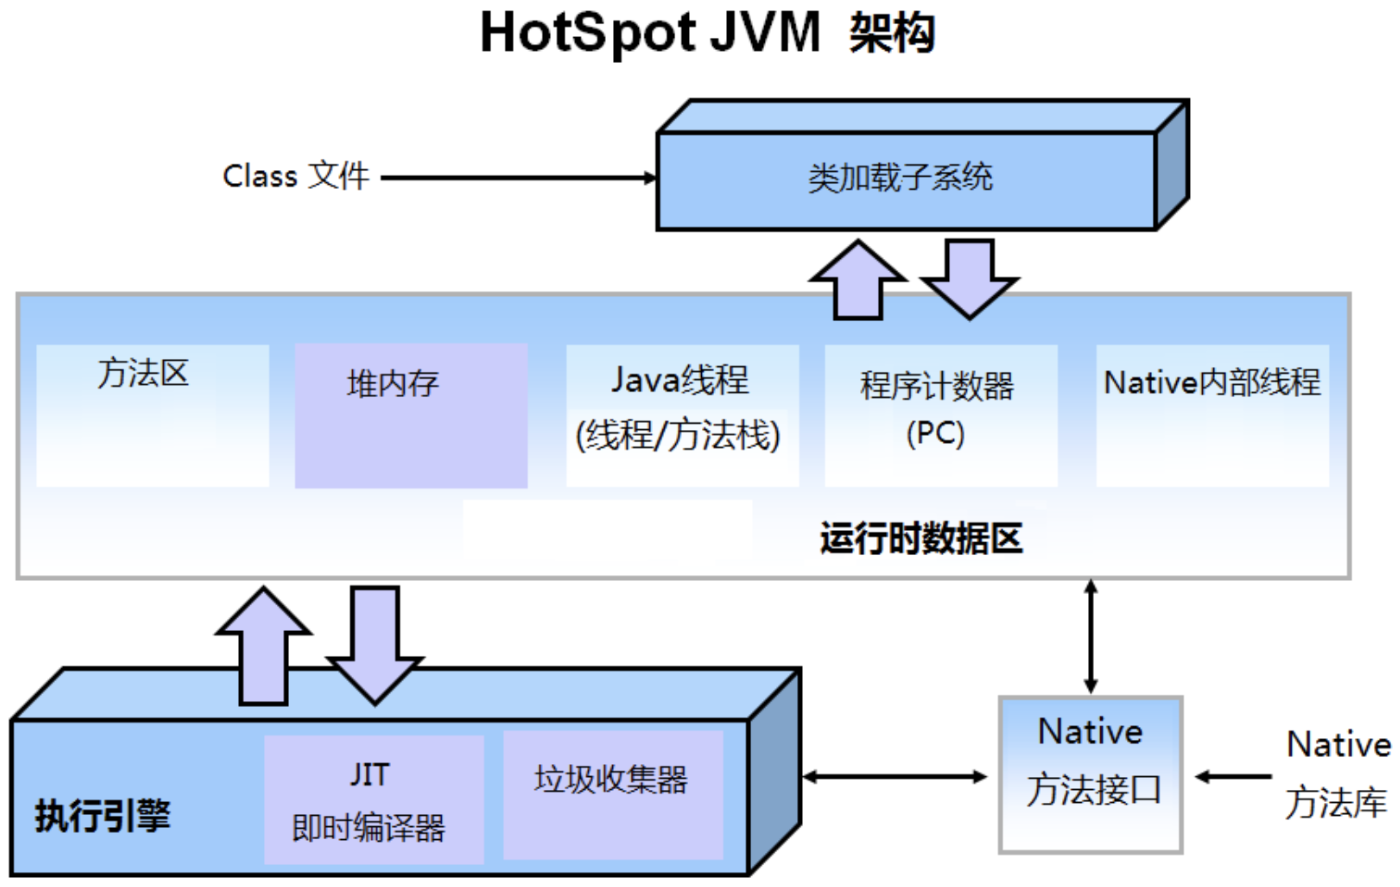 HotSpot JVM 架构
Class 文件
类加载子系统
方法区
堆内存
Java线程
(线程/方法栈)
程序计数器
(PC)
Native内部线程
运行时数据区
执行引擎
JIT
即时编译器
垃圾收集器
Native
方法接口
Native
方法库